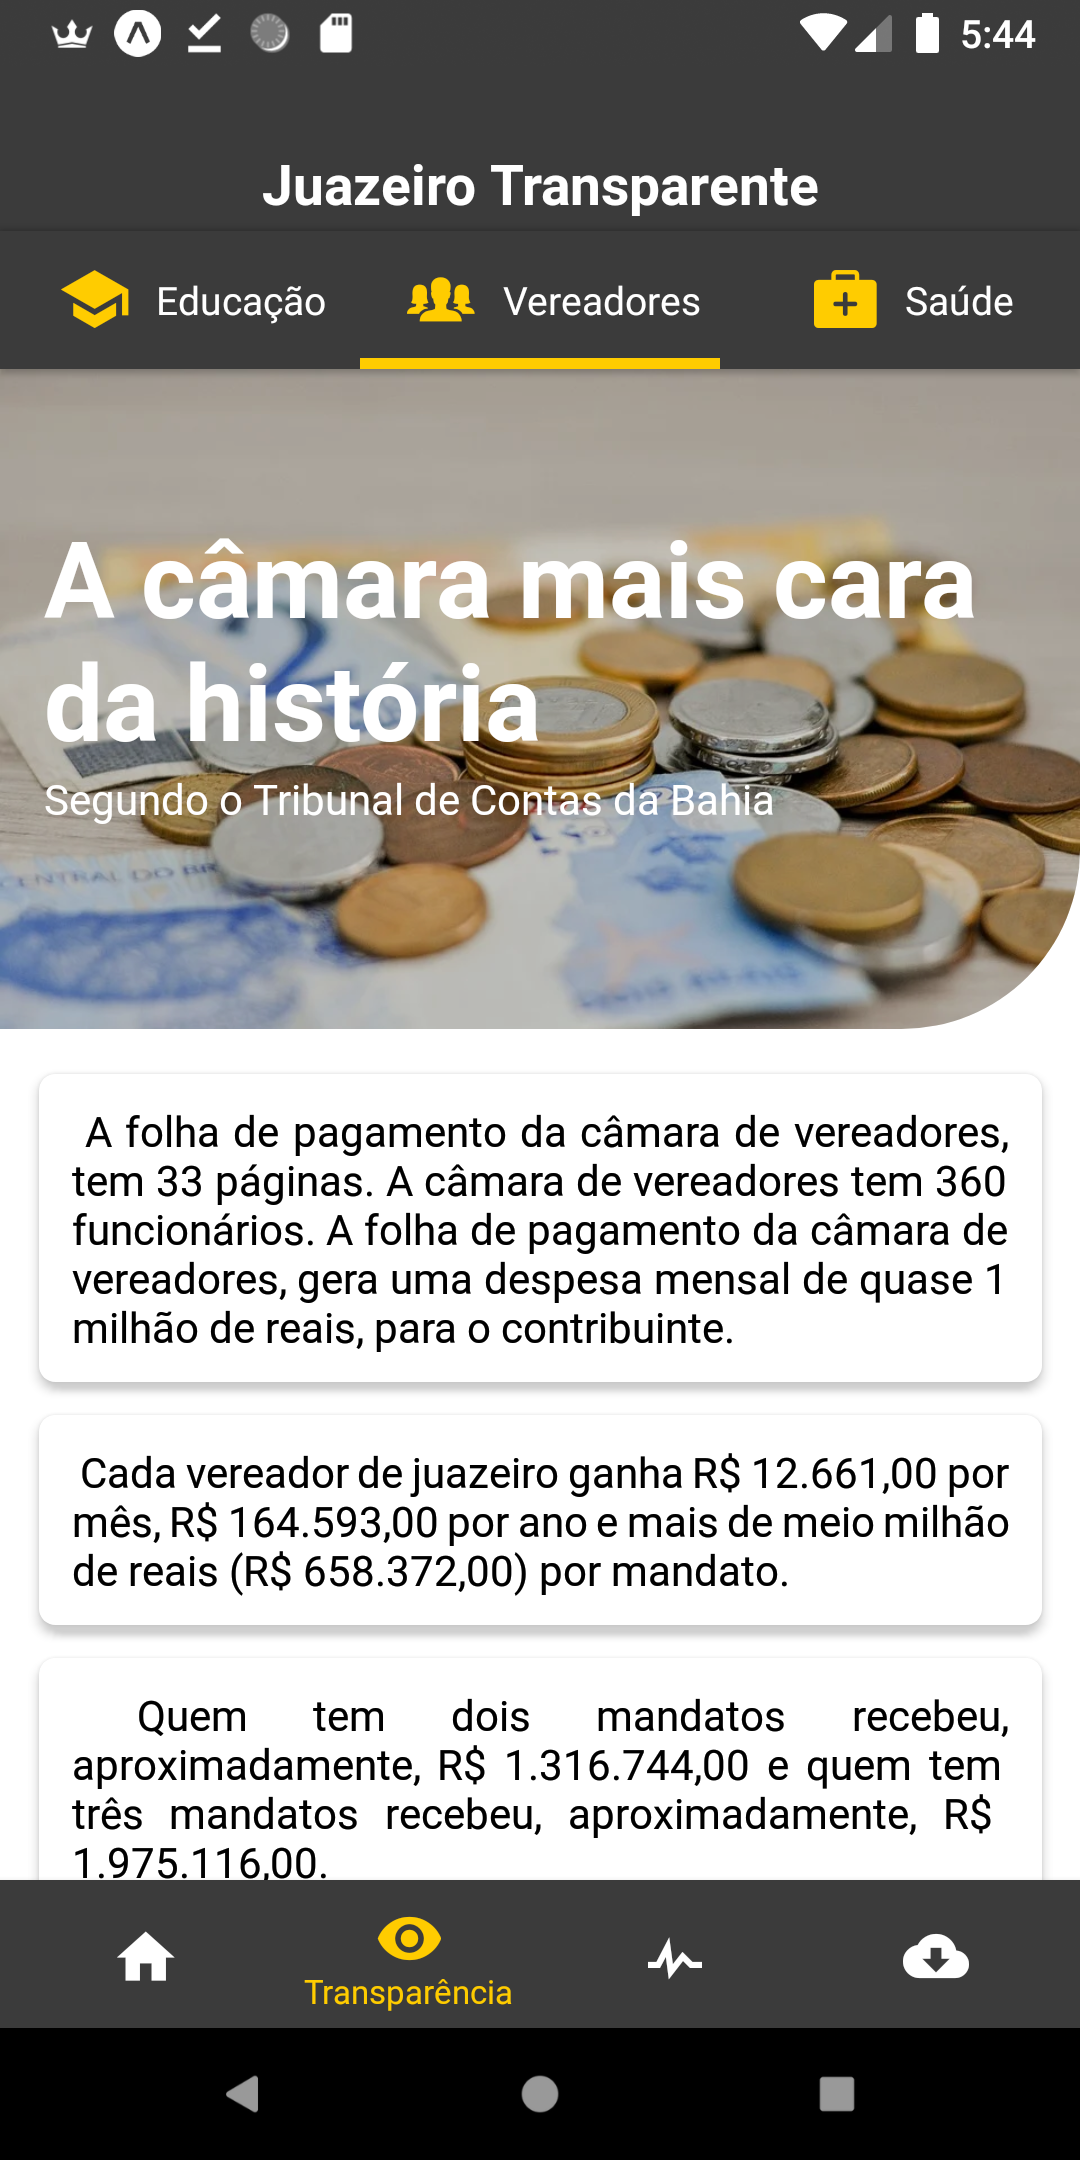 5:44
Juazeiro Transparente
Educação
Vereadores
Saúde
A câmara mais cara
da história
Segundo o Tribunal de Contas da Bahia
CENTRAL DO BR
A folha de pagamento da câmara de vereadores,
tem 33 páginas. A câmara de vereadores tem 360
funcionários. A folha de pagamento da câmara de
vereadores, gera uma despesa mensal de quase 1
milhão de reais, para o contribuinte.
Cada vereador de juazeiro ganha R$ 12.661,00 por
mês, R$ 164.593,00 por ano e mais de meio milhão
de reais (R$ 658.372,00) por mandato.
Quem tem dois mandatos recebeu,
aproximadamente, R$ 1.316.744,00 e quem tem
três mandatos recebeu, aproximadamente, R$
1.975.116,00.
Transparência